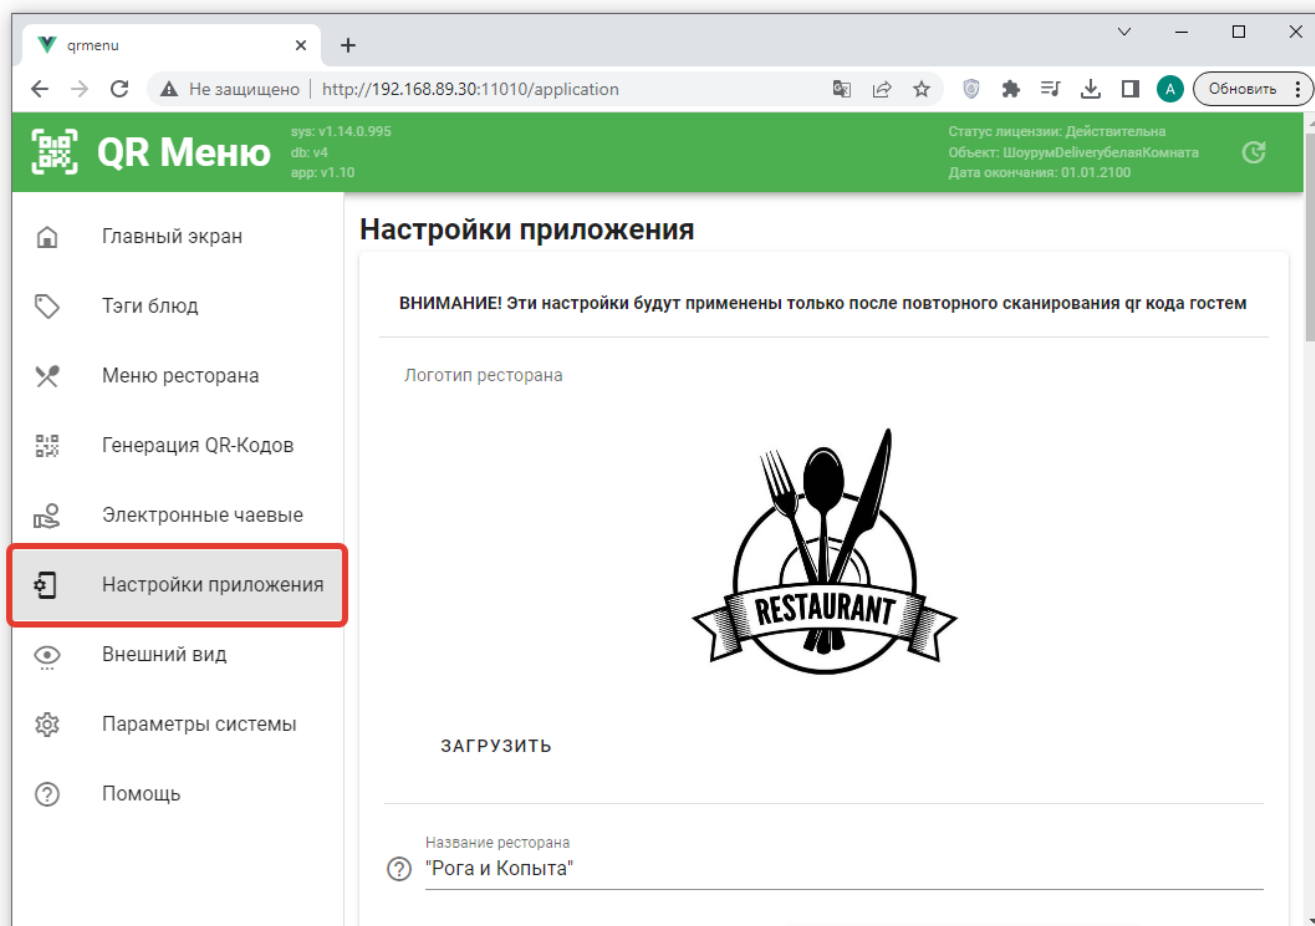 qrmenu
Не защищено
http://192.168.89.30:11010/application
A
Обновить
QR Меню
sys: v1.14.0.995
db: v4
app: v1.10
Статус лицензии: Действительна
Объект: ШоурумDeliveryбелаяКомната
Дата окончания: 01.01.2100
Главный экран
Тэги блюд
Меню ресторана
Генерация QR-Кодов
Электронные чаевые
Настройки приложения
Внешний вид
Параметры системы
Помощь
Настройки приложения
ВНИМАНИЕ! Эти настройки будут применены только после повторного сканирования qr кода гостем
Логотип ресторана
RESTAURANT
ЗАГРУЗИТЬ
Название ресторана
"Рога и Копыта"